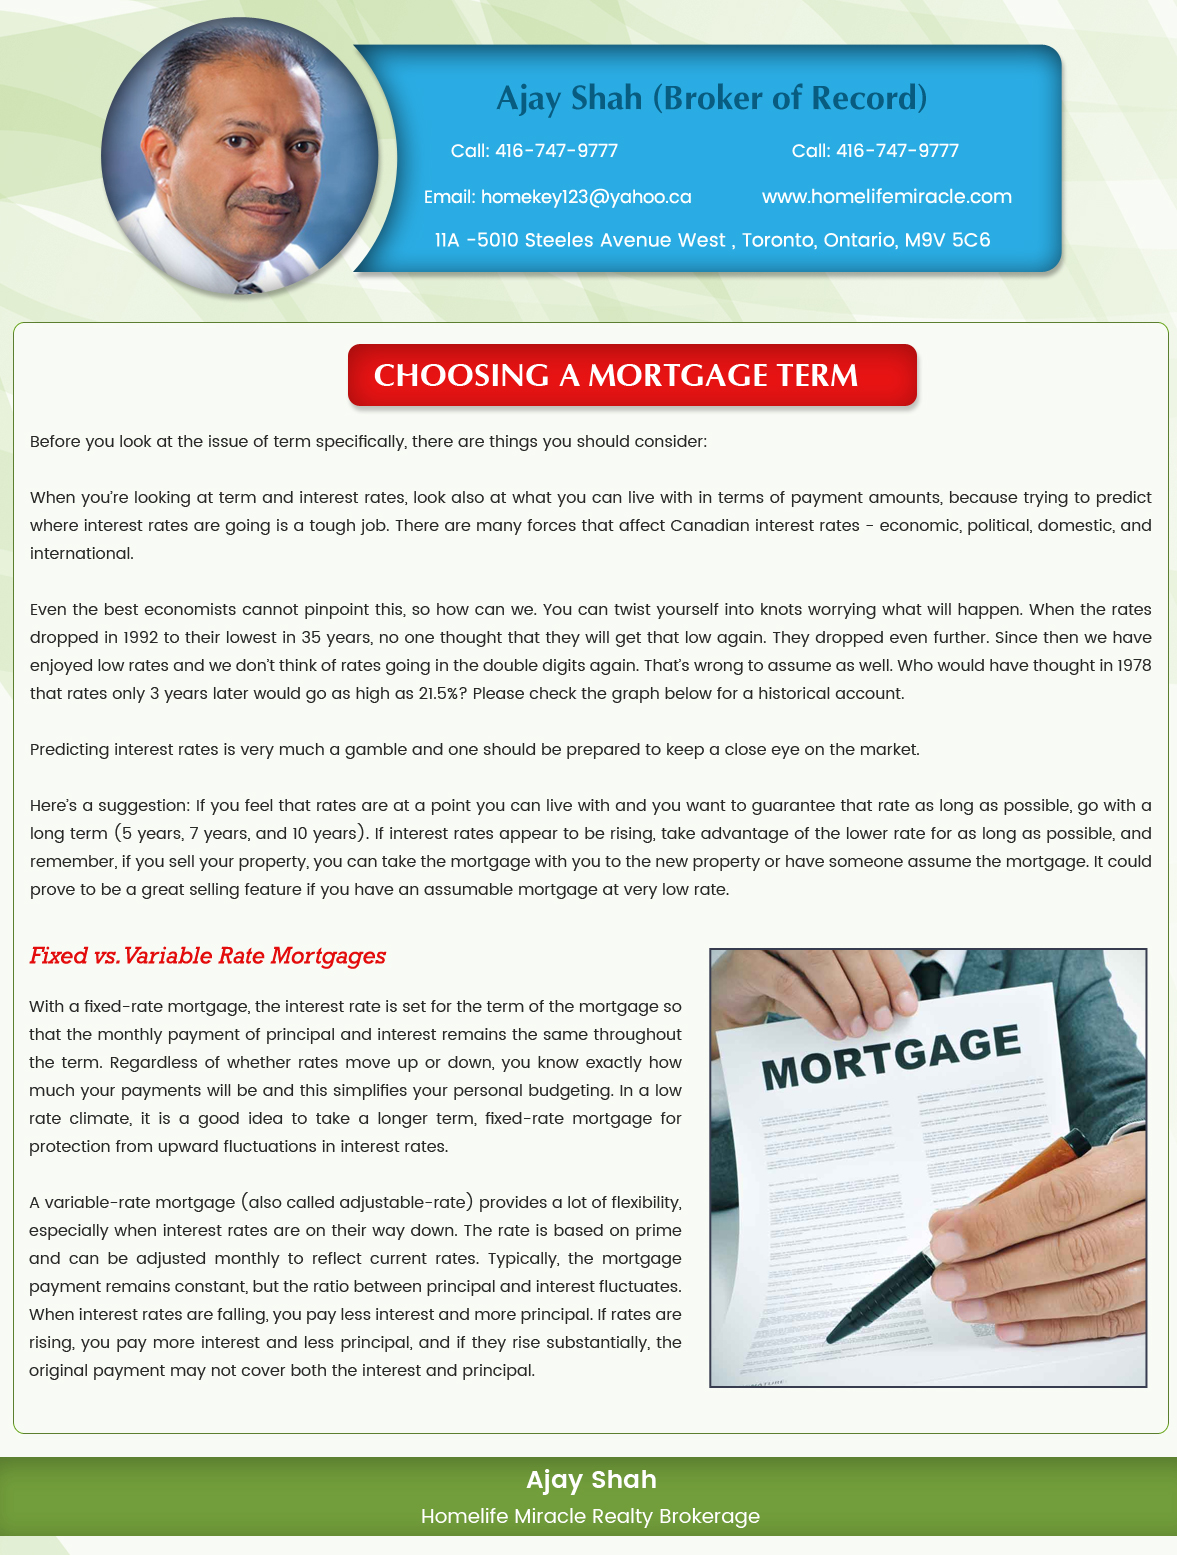 Ajay Shah (Broker of Record)
Call: 416-747-9777
Call: 416-747-9777
Email: homekey123@yahoo.ca
www.homelifemiracle.com
11A -5010 Steeles Avenue West , Toronto, Ontario, M9V 5C6
CHOOSING A MORTGAGE TERM
Before you look at the issue of term specifically, there are things you should consider:
When you're looking at term and interest rates, look also at what you can live with in terms of payment amounts, because trying to predict
where interest rates are going is a tough job. There are many forces that affect Canadian interest rates - economic, political, domestic, and
international.
Even the best economists cannot pinpoint this, so how can we. You can twist yourself into knots worrying what will happen. When the rates
dropped in 1992 to their lowest in 35 years, no one thought that they will get that low again. They dropped even further. Since then we have
enjoyed low rates and we don't think of rates going in the double digits again. That's wrong to assume as well. Who would have thought in 1978
that rates only 3 years later would go as high as 21.5%? Please check the graph below for a historical account.
Predicting interest rates is very much a gamble and one should be prepared to keep a close eye on the market.
Here's a suggestion: If you feel that rates are at a point you can live with and you want to guarantee that rate as long as possible, go with a
long term (5 years, 7 years, and 10 years). If interest rates appear to be rising, take advantage of the lower rate for as long as possible, and
remember, if you sell your property, you can take the mortgage with you to the new property or have someone assume the mortgage. It could
prove to be a great selling feature if you have an assumable mortgage at very low rate.
Fixed vs. Variable Rate Mortgages
With a fixed-rate mortgage, the interest rate is set for the term of the mortgage so
that the monthly payment of principal and interest remains the same throughout
the term. Regardless of whether rates move up or down, you know exactly how
much your payments will be and this simplifies your personal budgeting. In a low
rate climate, it is a good idea to take a longer term, fixed-rate mortgage for
protection from upward fluctuations in interest rates.
A variable-rate mortgage (also called adjustable-rate) provides a lot of flexibility,
especially when interest rates are on their way down. The rate is based on prime
and can be adjusted monthly to reflect current rates. Typically, the mortgage
payment remains constant, but the ratio between principal and interest fluctuates.
When interest rates are falling, you pay less interest and more principal. If rates are
rising, you pay more interest and less principal, and if they rise substantially, the
original payment may not cover both the interest and principal.
MORTGAGE
Ajay Shah
Homelife Miracle Realty Brokerage